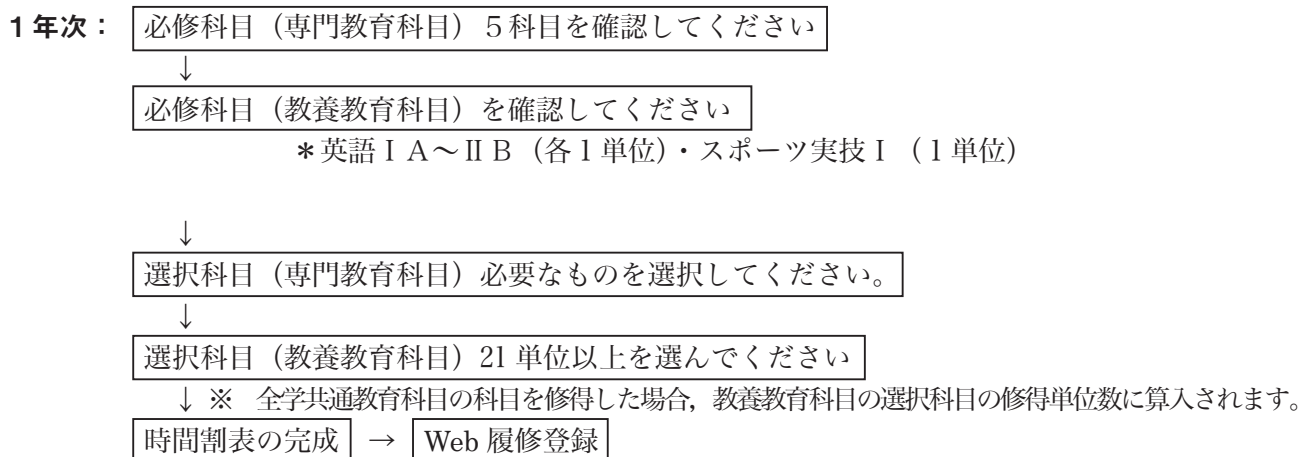 1年次： 必修科目（専門教育科目）５科目を確認してください
↓
必修科目（教養教育科目）を確認してください
＊英語ⅠＡ～ⅡＢ（各１単位）・スポーツ実技Ⅰ（１単位）
↓
選択科目（専門教育科目）必要なものを選択してください。
↓
選択科目（教養教育科目）21単位以上を選んでください
↓ ※　全学共通教育科目の科目を修得した場合，教養教育科目の選択科目の修得単位数に算入されます。
時間割表の完成 → Web 履修登録